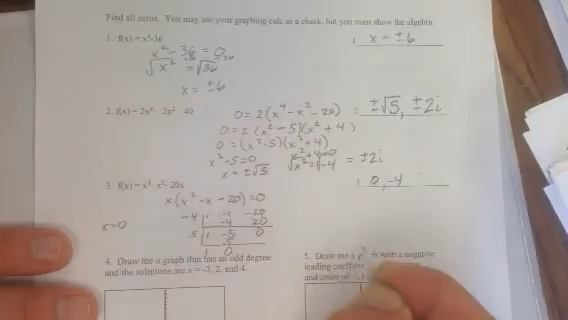 Find all zeros. You may use your graphing calc as a check, but you must show the algebra
1. f(x) = x²-36
x² - 36 = 0
√x² = √36
x = ±6
1. x = ±6
2. f(x) = 2x⁴ - 2x² - 40
0 = 2(x⁴ - x² - 20)
0 = 2(x² - 5)(x² + 4)
0 = (x² - 5)(x² + 4)
x² - 5 = 0
x = ±√5
x² + 4 = 0
√x² = √-4 = ±2i
: ±√5, ±2i
3. f(x) = x³ - x² - 20x
x(x² - x - 20) = 0
x = 0
-4 | 1 -1 -20
-4 20
5 | 1 -5 0
5
1 0
: 0, -4
4. Draw me a graph that has an odd degree
and the solutions are x = -2, 2, and 4.
5. Draw me a with a negative
leading
and zeros of